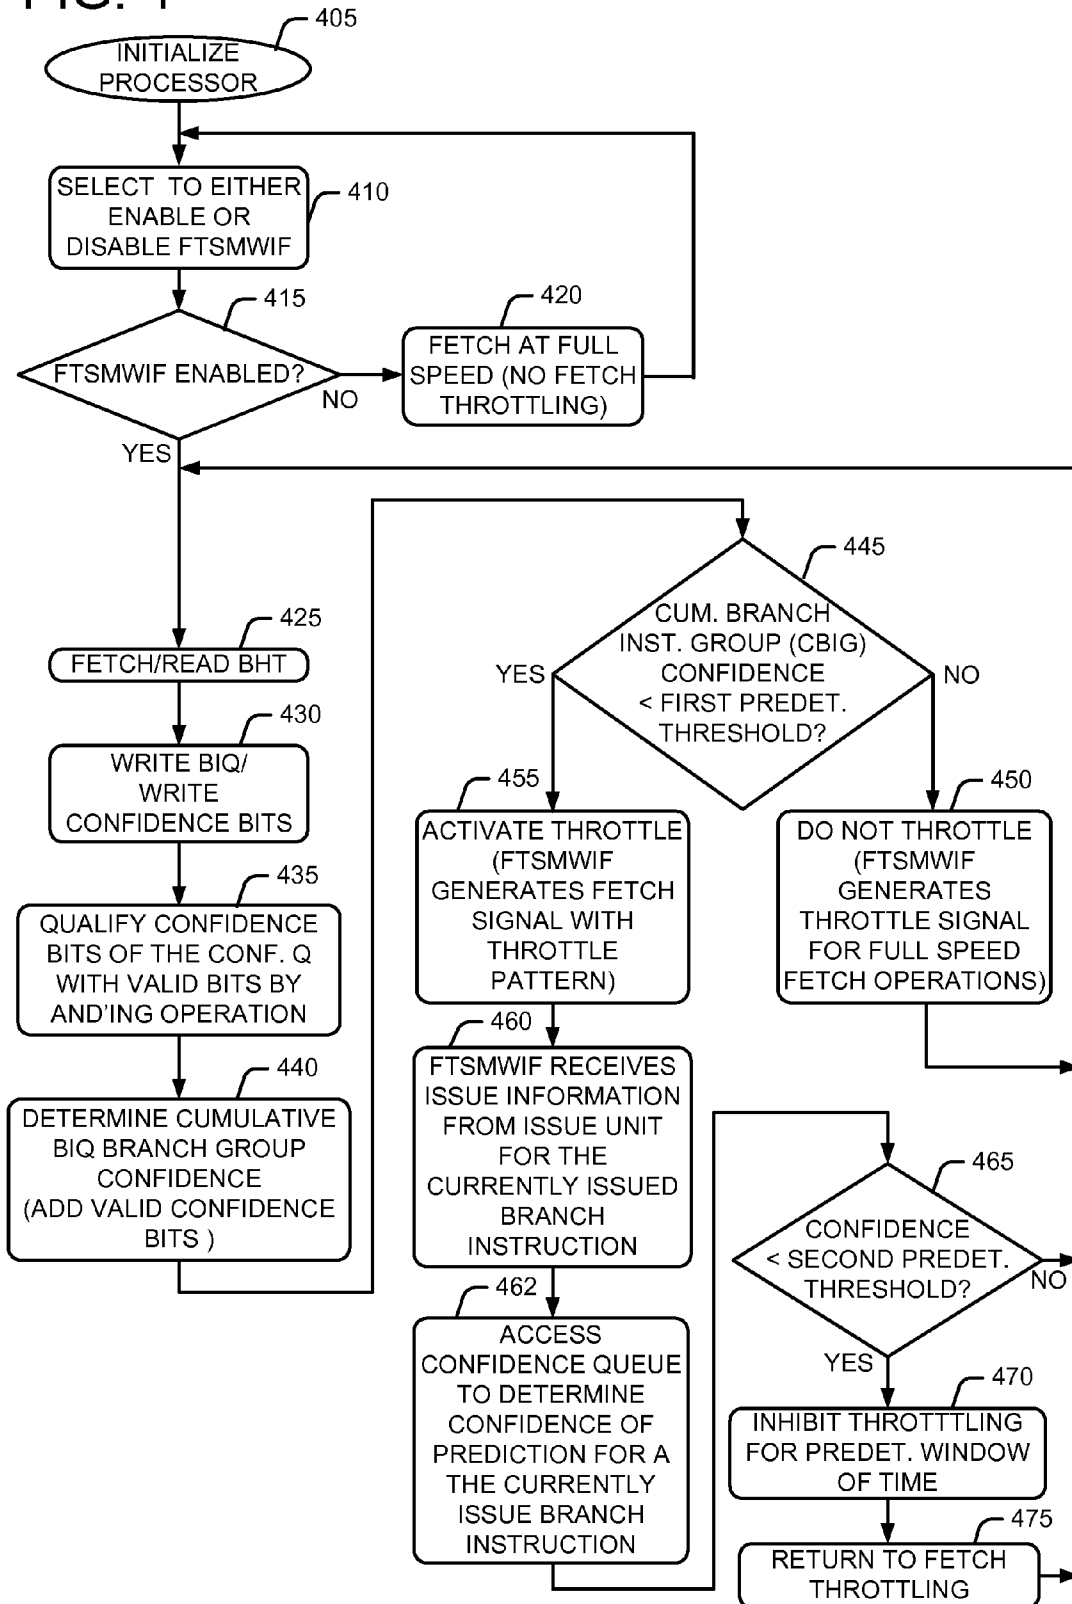 405
INITIALIZE
PROCESSOR
SELECT TO EITHER
ENABLE OR
DISABLE FTSMWIF
410
415
FTSMWIF ENABLED?
NO
YES
420
FETCH AT FULL
SPEED (NO FETCH
THROTTLING)
425
FETCH/READ BHT
430
WRITE BIQ/
WRITE
CONFIDENCE BITS
435
QUALIFY CONFIDENCE
BITS OF THE CONF. Q
WITH VALID BITS BY
AND'ING OPERATION
440
DETERMINE CUMULATIVE
BIQ BRANCH GROUP
CONFIDENCE
(ADD VALID CONFIDENCE
BITS )
445
CUM. BRANCH
INST. GROUP (CBIG)
CONFIDENCE
< FIRST PREDET.
THRESHOLD?
YES
NO
455
ACTIVATE THROTTLE
(FTSMWIF
GENERATES FETCH
SIGNAL WITH
THROTTLE
PATTERN)
450
DO NOT THROTTLE
(FTSMWIF
GENERATES
THROTTLE SIGNAL
FOR FULL SPEED
FETCH OPERATIONS)
460
FTSMWIF RECEIVES
ISSUE INFORMATION
FROM ISSUE UNIT
FOR THE
CURRENTLY ISSUED
BRANCH
INSTRUCTION
462
ACCESS
CONFIDENCE QUEUE
TO DETERMINE
CONFIDENCE OF
PREDICTION FOR A
THE CURRENTLY
ISSUE BRANCH
INSTRUCTION
465
CONFIDENCE
< SECOND PREDET.
THRESHOLD?
NO
YES
470
INHIBIT THROTTTLING
FOR PREDET. WINDOW
OF TIME
475
RETURN TO FETCH
THROTTLING